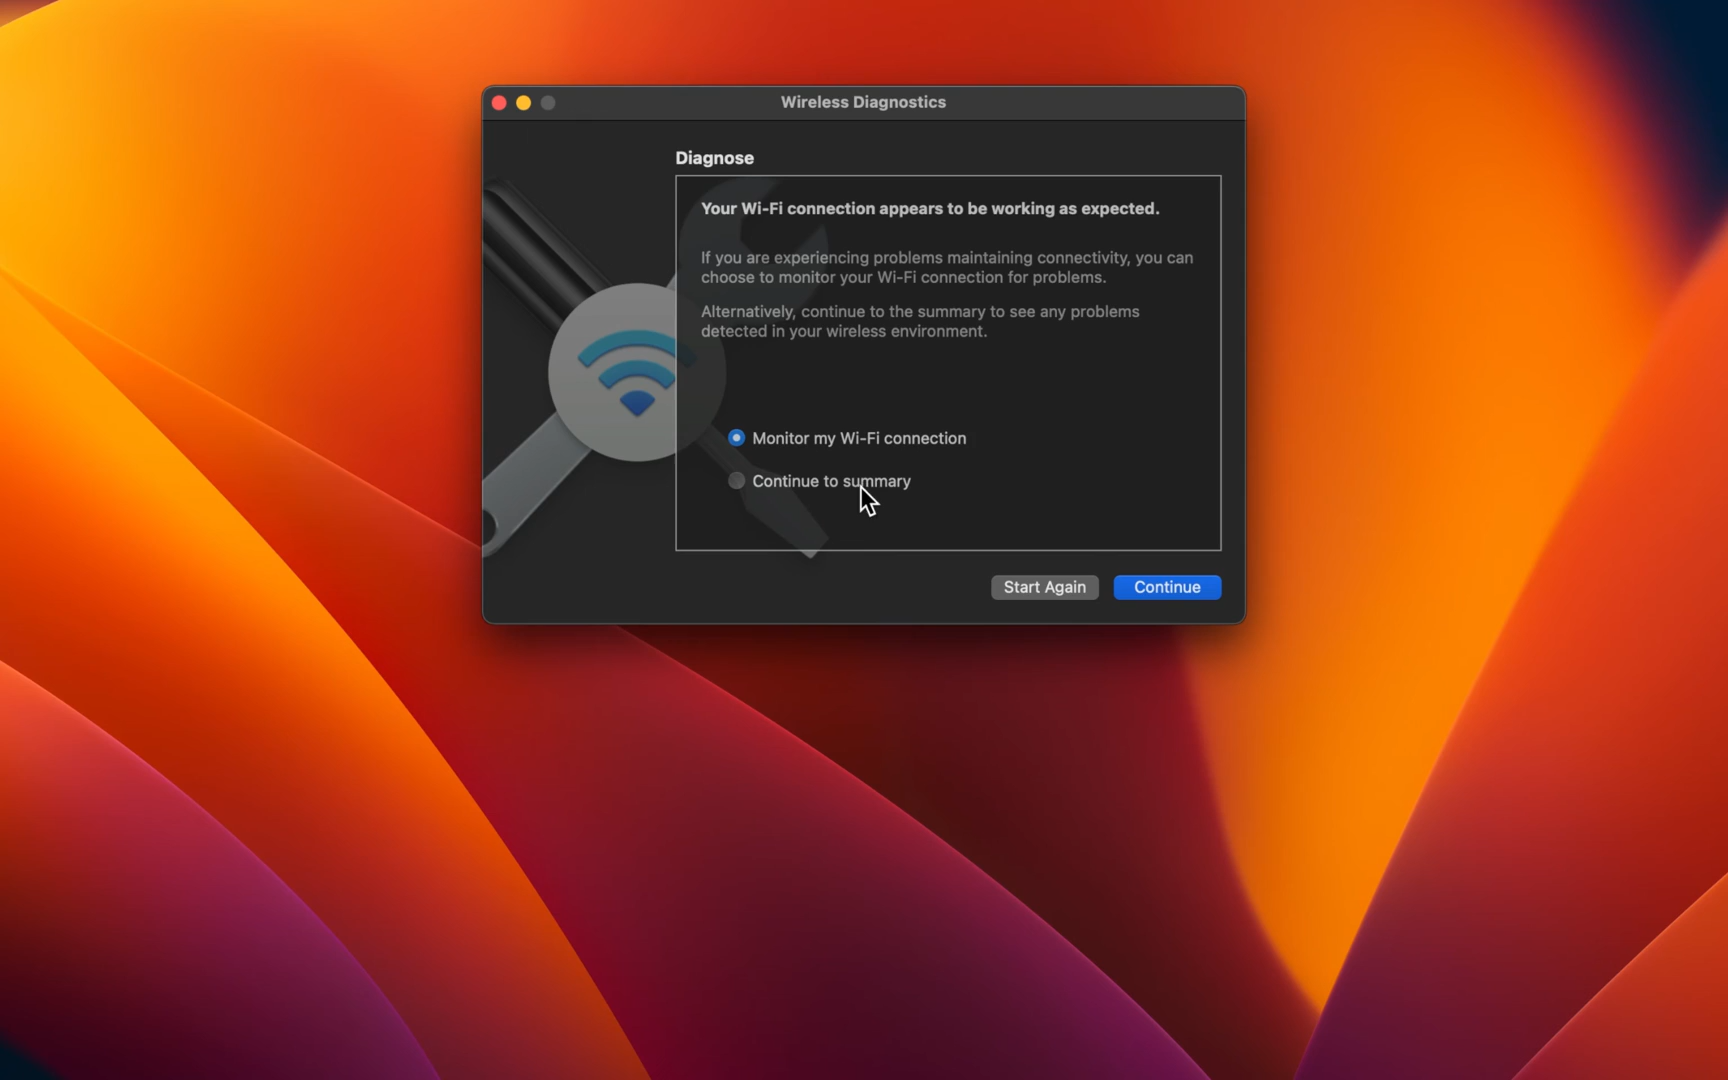 Wireless Diagnostics
Diagnose
Your Wi-Fi connection appears to be working as expected.
If you are experiencing problems maintaining connectivity, you can
choose to monitor your Wi-Fi connection for problems.
Alternatively, continue to the summary to see any problems
detected in your wireless environment.
Monitor my Wi-Fi connection
Continue to summary
Start Again
Continue